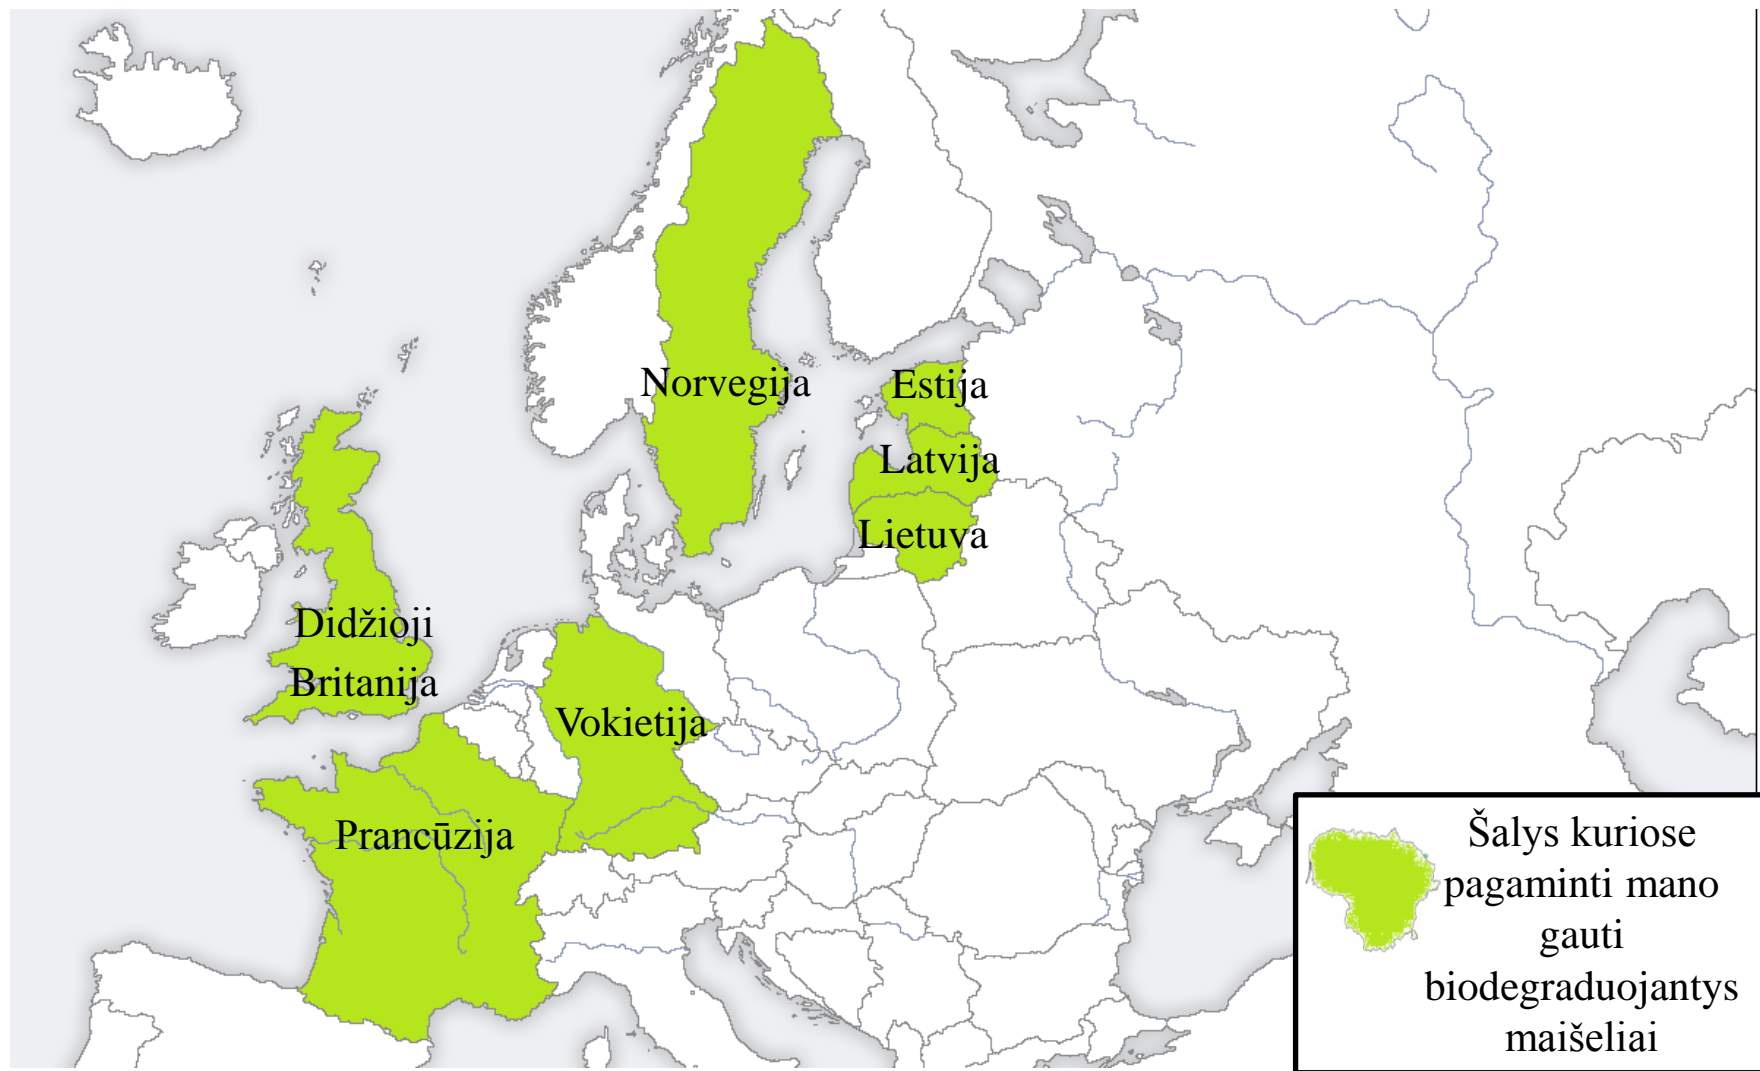 Norvegija
Estija
Latvija
Lietuva
Didžioji
Britanija
Vokietija
Prancūzija
Šalys kuriose
pagaminti mano
gauti
biodegraduojantys
maišeliai